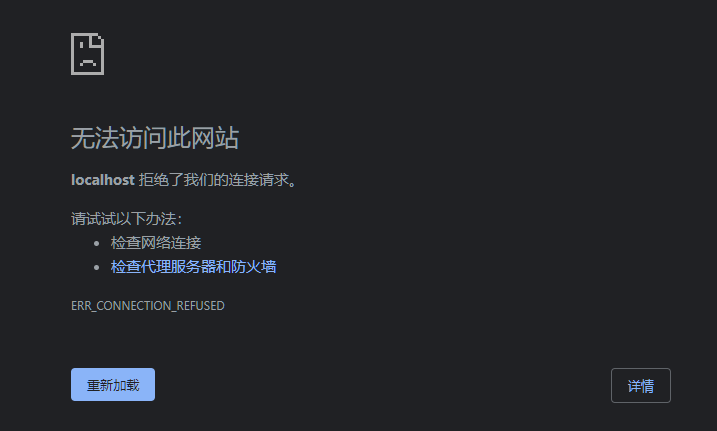 无法访问此网站
localhost 拒绝了我们的连接请求。
请试试以下办法：
检查网络连接
检查代理服务器和防火墙
ERR_CONNECTION_REFUSED
重新加载
详情